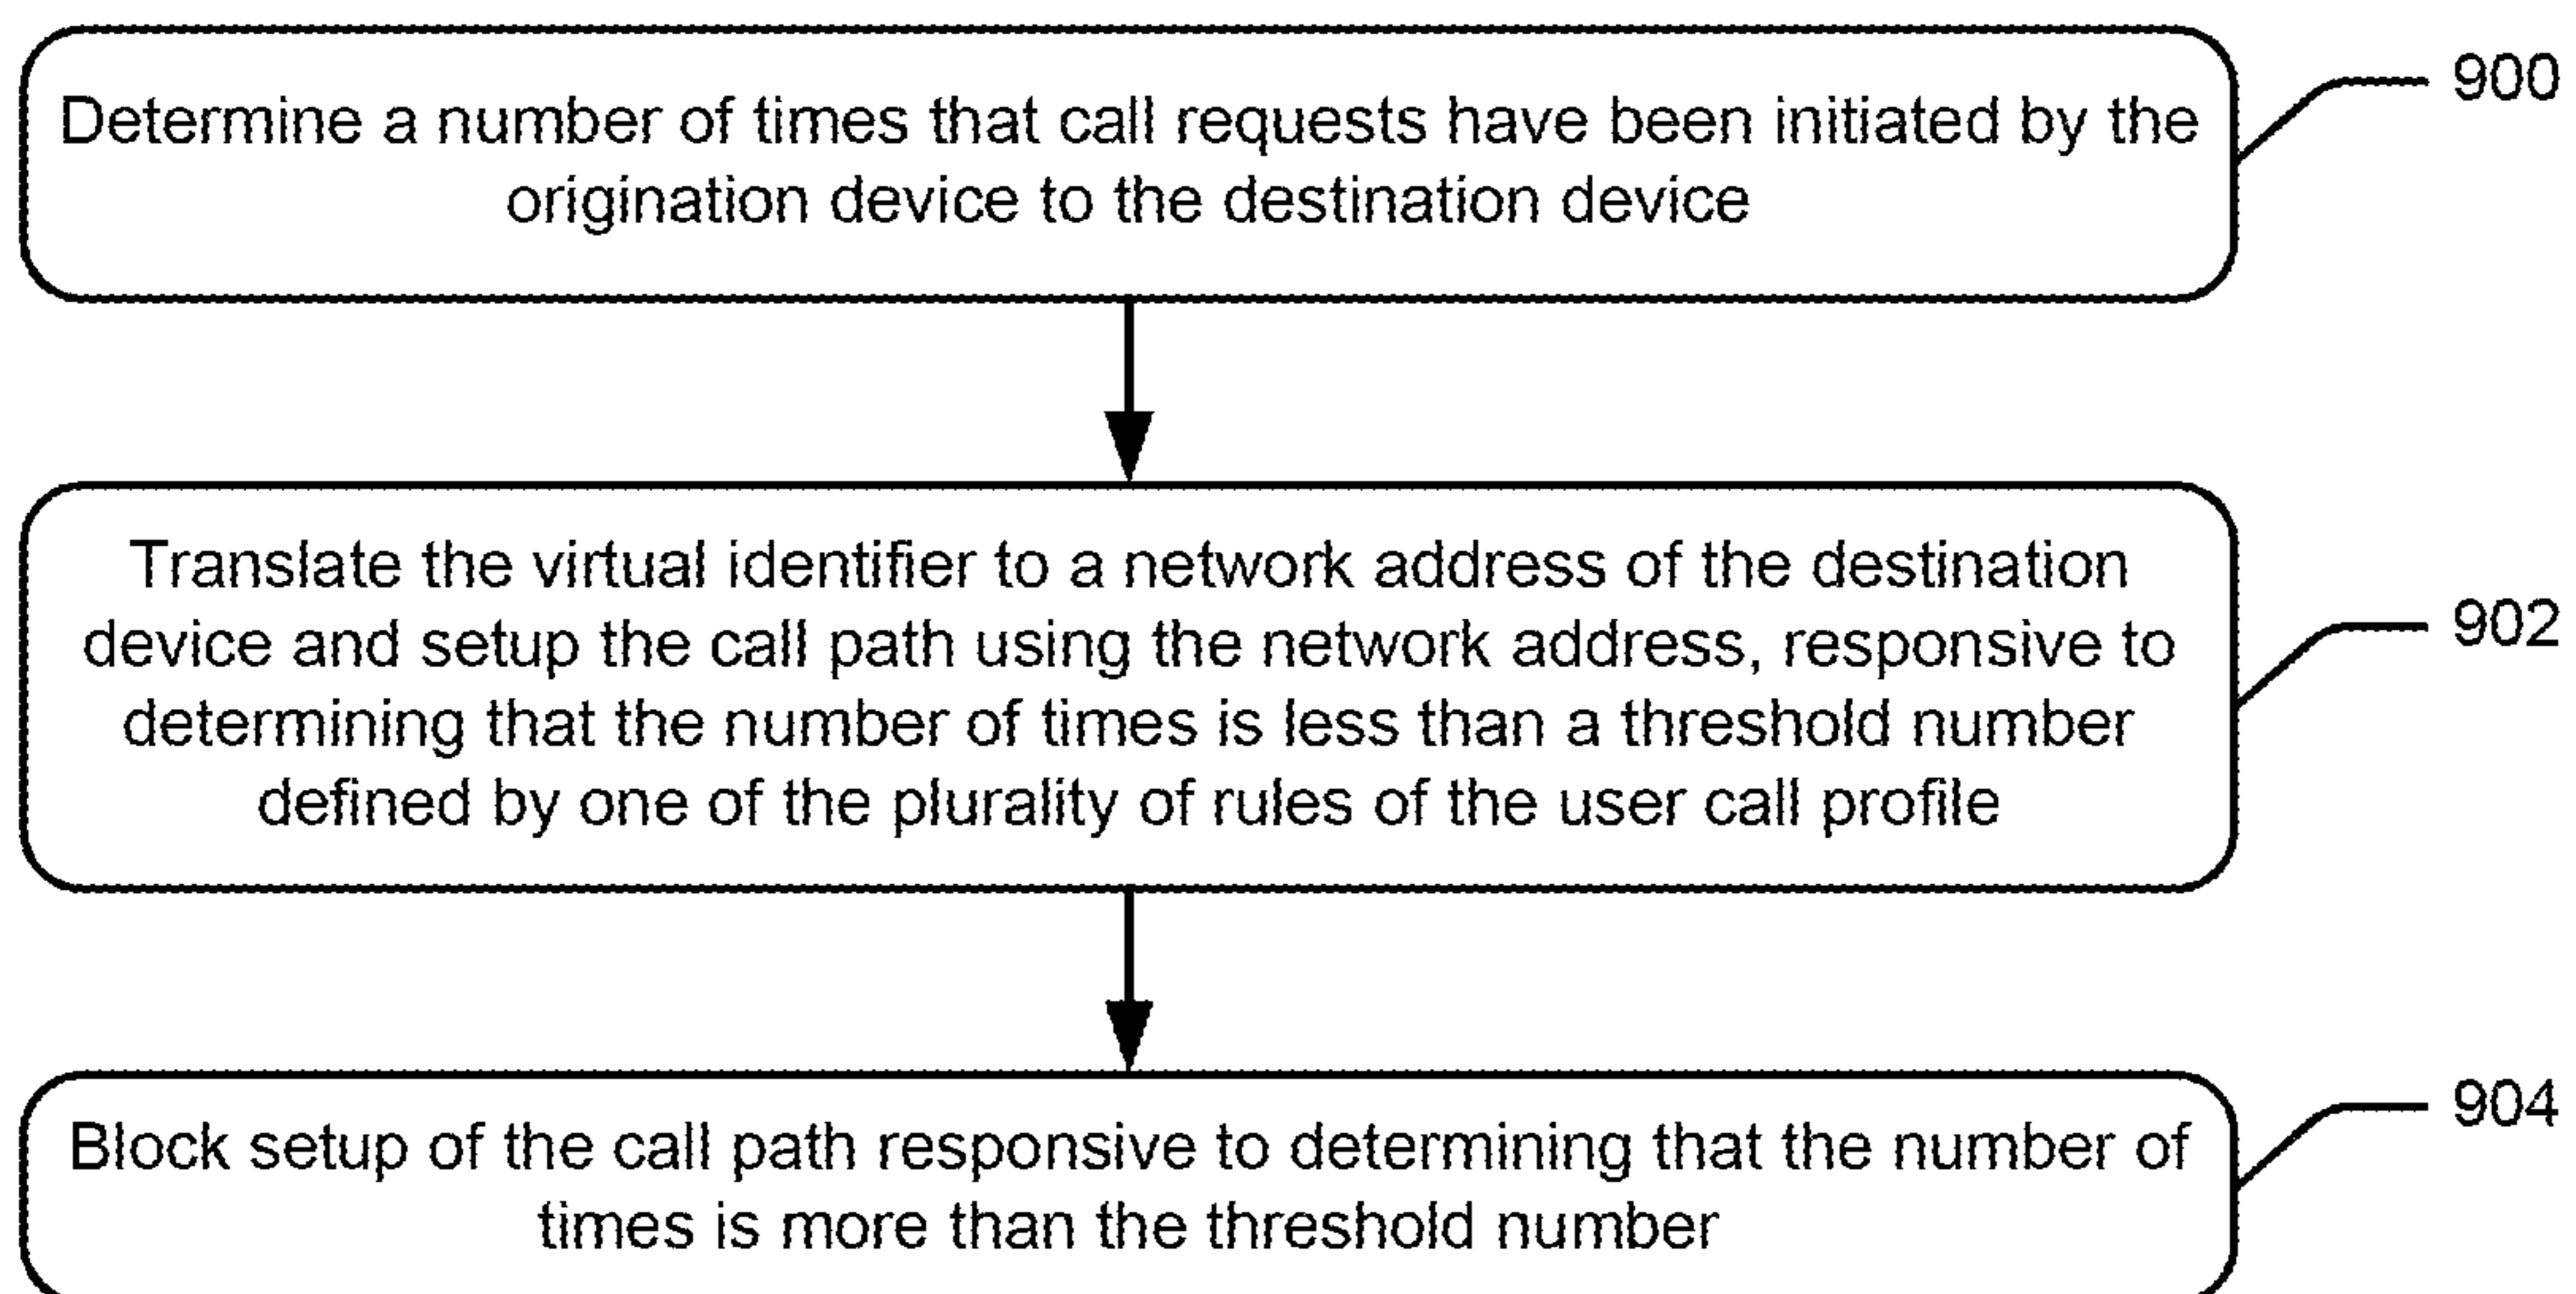 Determine a number of times that call requests have been initiated by the
origination device to the destination device
900
Translate the virtual identifier to a network address of the destination
device and setup the call path using the network address, responsive to
determining that the number of times is less than a threshold number
defined by one of the plurality of rules of the user call profile
902
Block setup of the call path responsive to determining that the number of
times is more than the threshold number
904